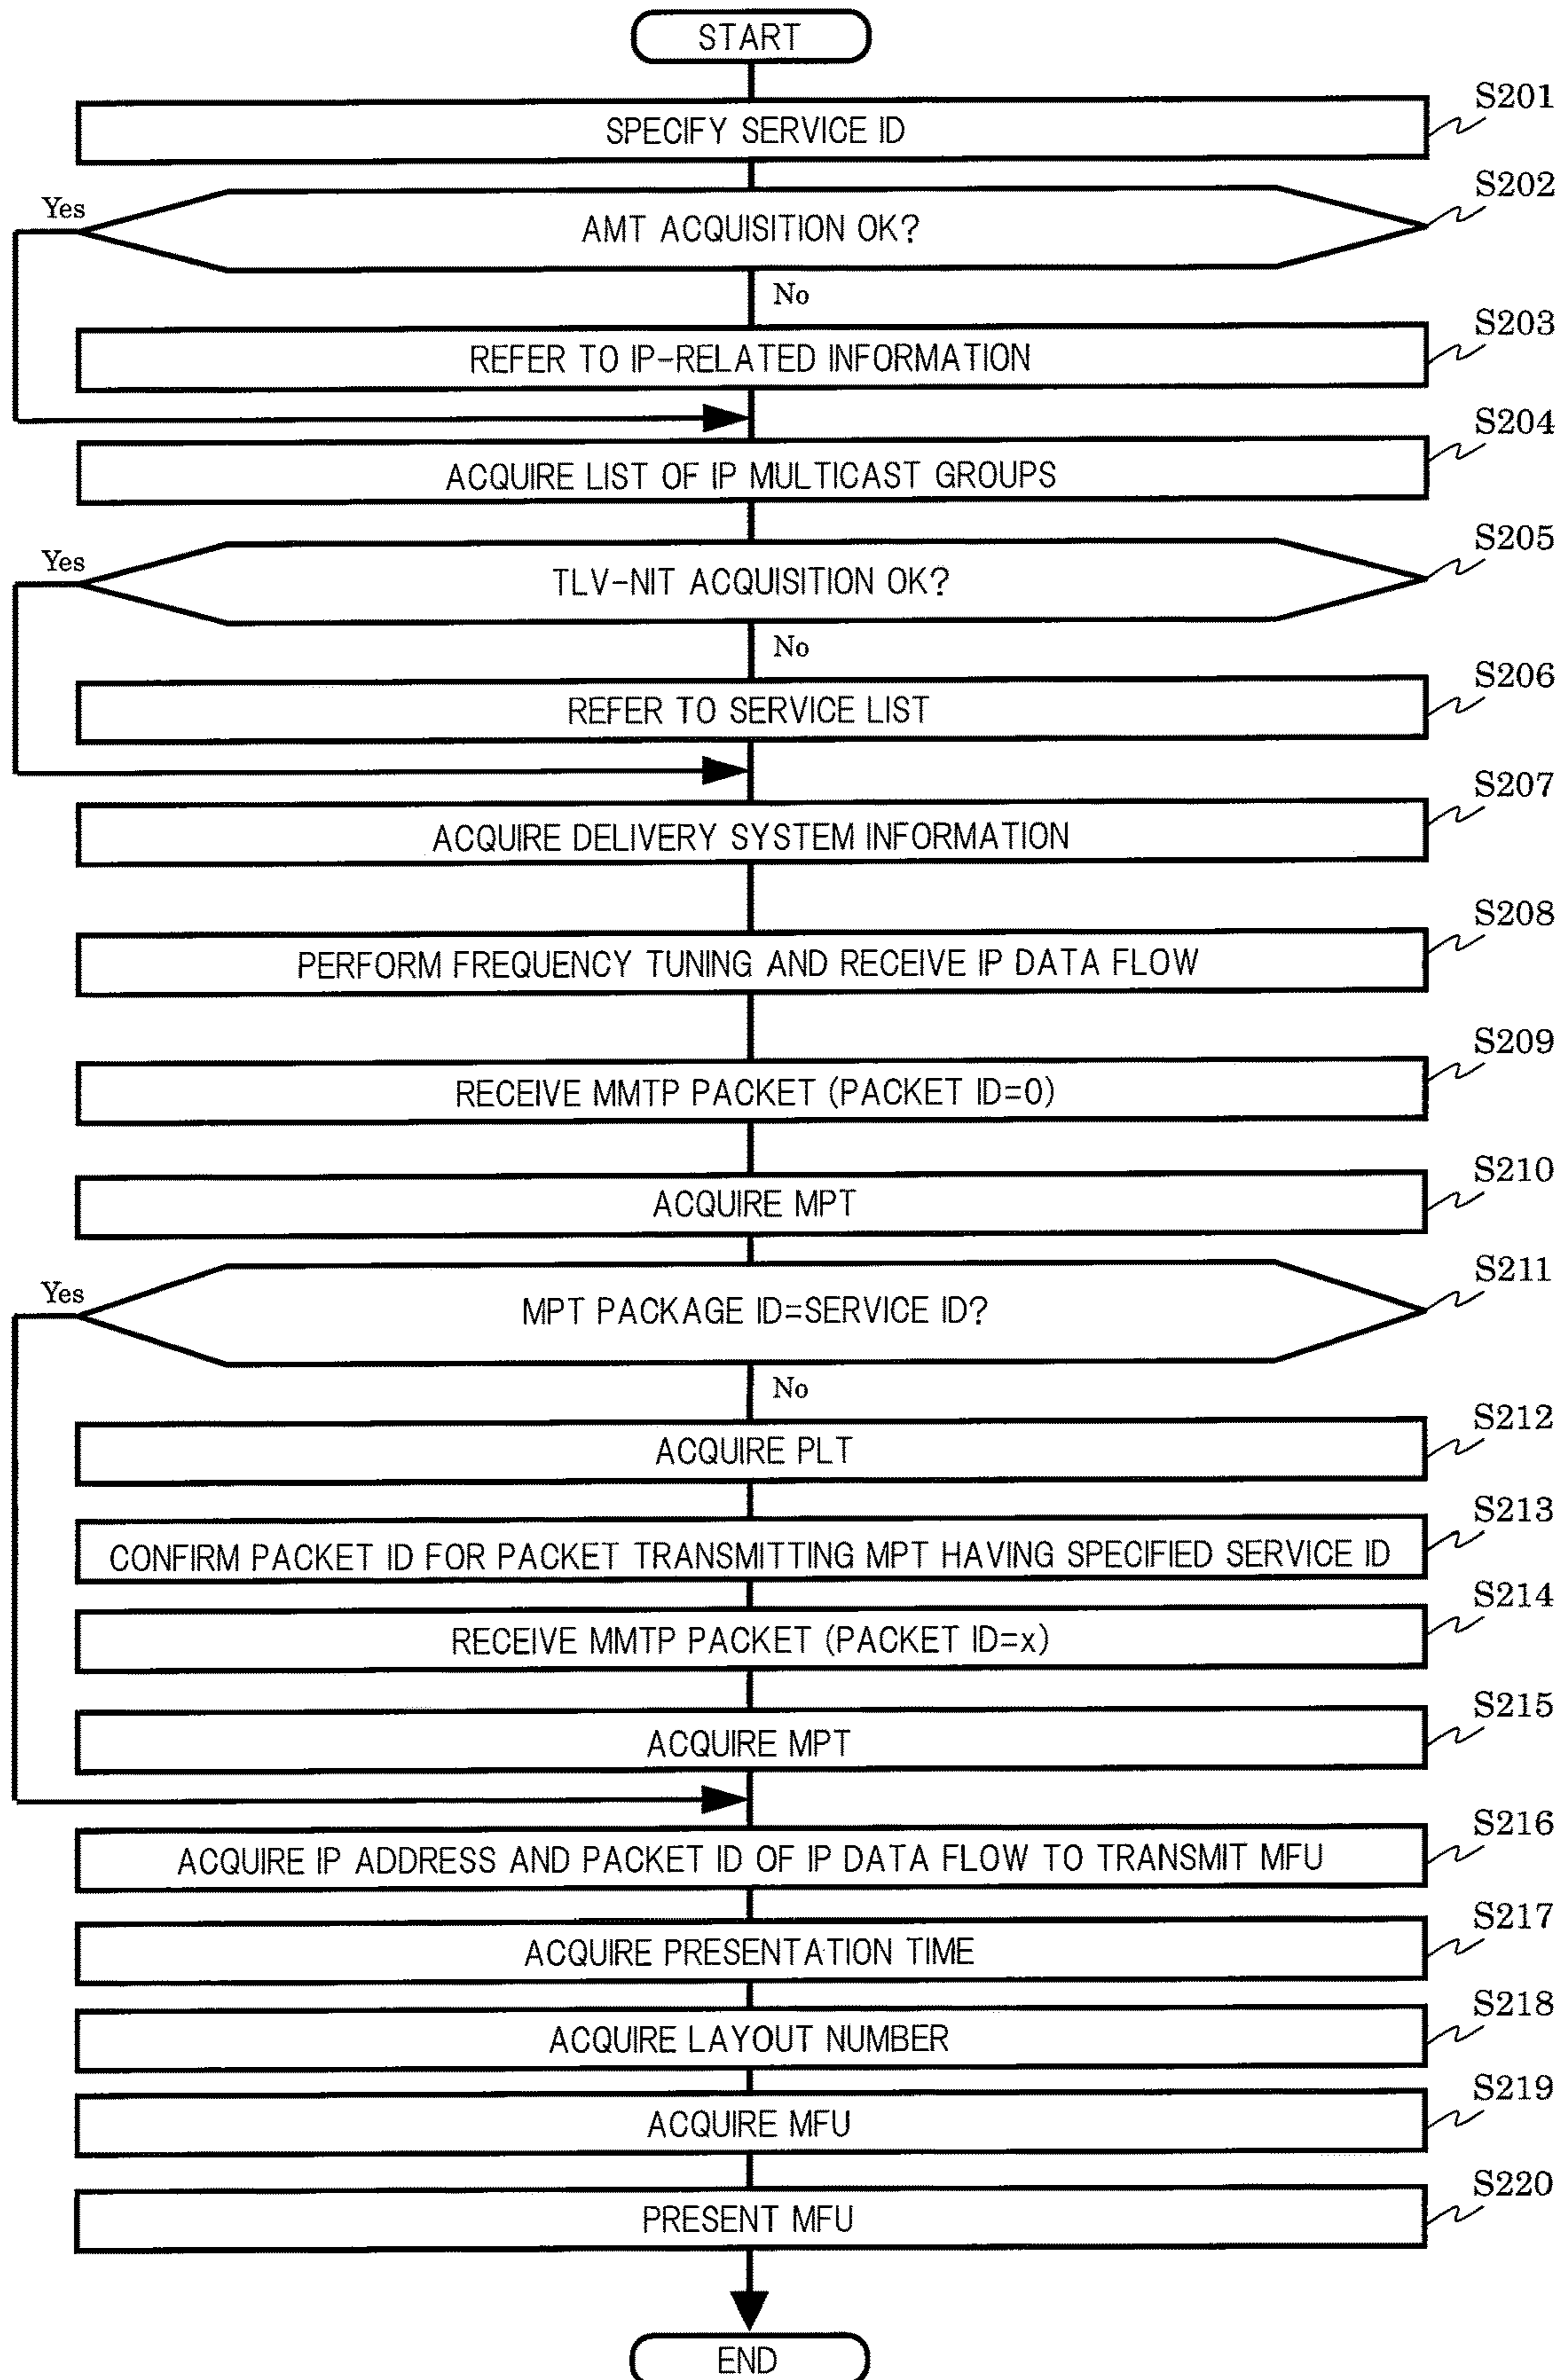 START
S201
SPECIFY SERVICE ID
S202
Yes
AMT ACQUISITION OK?
No
S203
REFER TO IP-RELATED INFORMATION
S204
ACQUIRE LIST OF IP MULTICAST GROUPS
S205
Yes
TLV-NIT ACQUISITION OK?
No
S206
REFER TO SERVICE LIST
S207
ACQUIRE DELIVERY SYSTEM INFORMATION
S208
PERFORM FREQUENCY TUNING AND RECEIVE IP DATA FLOW
S209
RECEIVE MMTP PACKET (PACKET ID=0)
S210
ACQUIRE MPT
S211
Yes
MPT PACKAGE ID=SERVICE ID?
No
S212
ACQUIRE PLT
S213
CONFIRM PACKET ID FOR PACKET TRANSMITTING MPT HAVING SPECIFIED SERVICE ID
S214
RECEIVE MMTP PACKET (PACKET ID=x)
S215
ACQUIRE MPT
S216
ACQUIRE IP ADDRESS AND PACKET ID OF IP DATA FLOW TO TRANSMIT MFU
S217
ACQUIRE PRESENTATION TIME
S218
ACQUIRE LAYOUT NUMBER
S219
ACQUIRE MFU
S220
PRESENT MFU
END